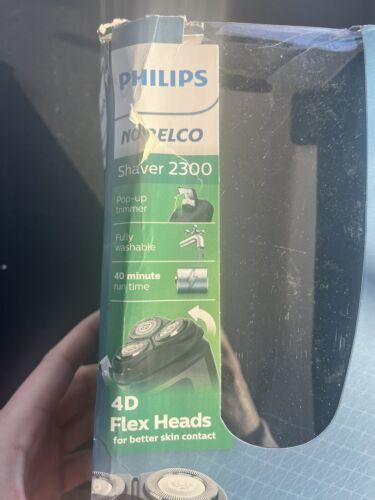 PHILIPS
NORELCO
Shaver 2300
Pop-up
trimmer
Fully
washable
40 minute
run time
4D
Flex Heads
for better skin contact